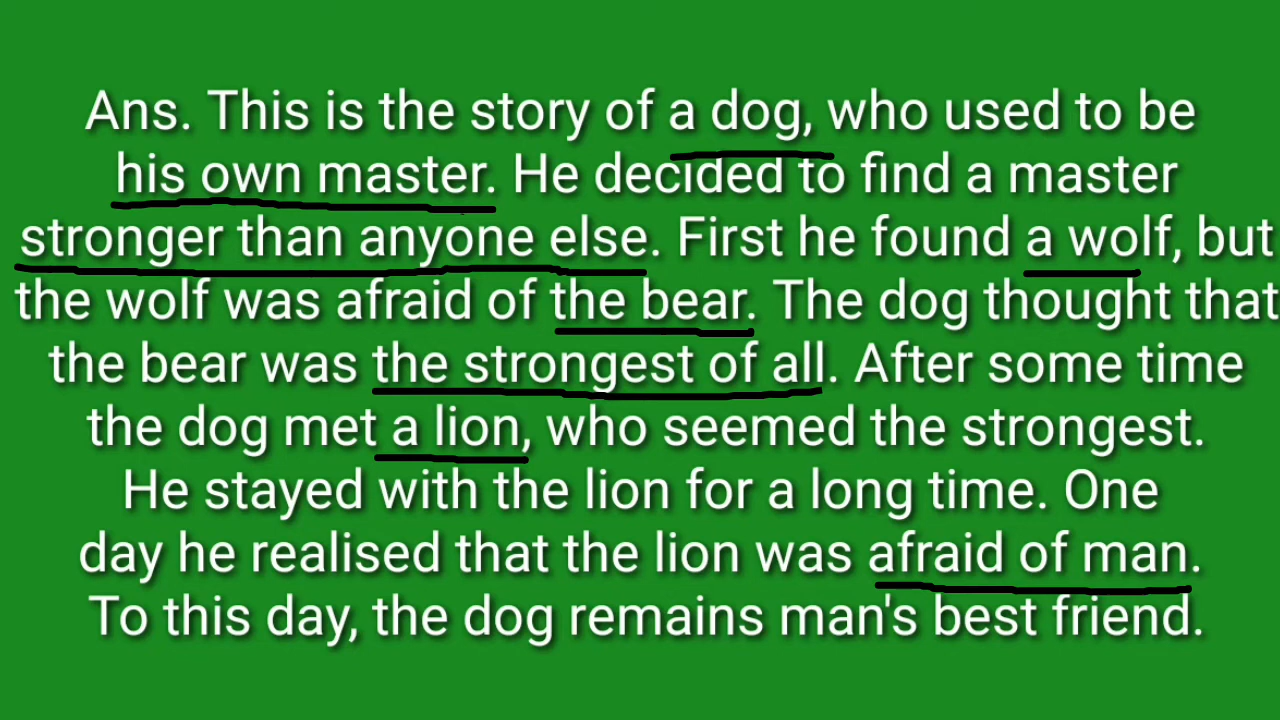 Ans. This is the story of a dog, who used to be
his own master. He decided to find a master
stronger than anyone else. First he found a wolf, but
the wolf was afraid of the bear. The dog thought that
the bear was the strongest of all. After some time
the dog met a lion, who seemed the strongest.
He stayed with the lion for a long time. One
day he realised that the lion was afraid of man.
To this day, the dog remains man's best friend.